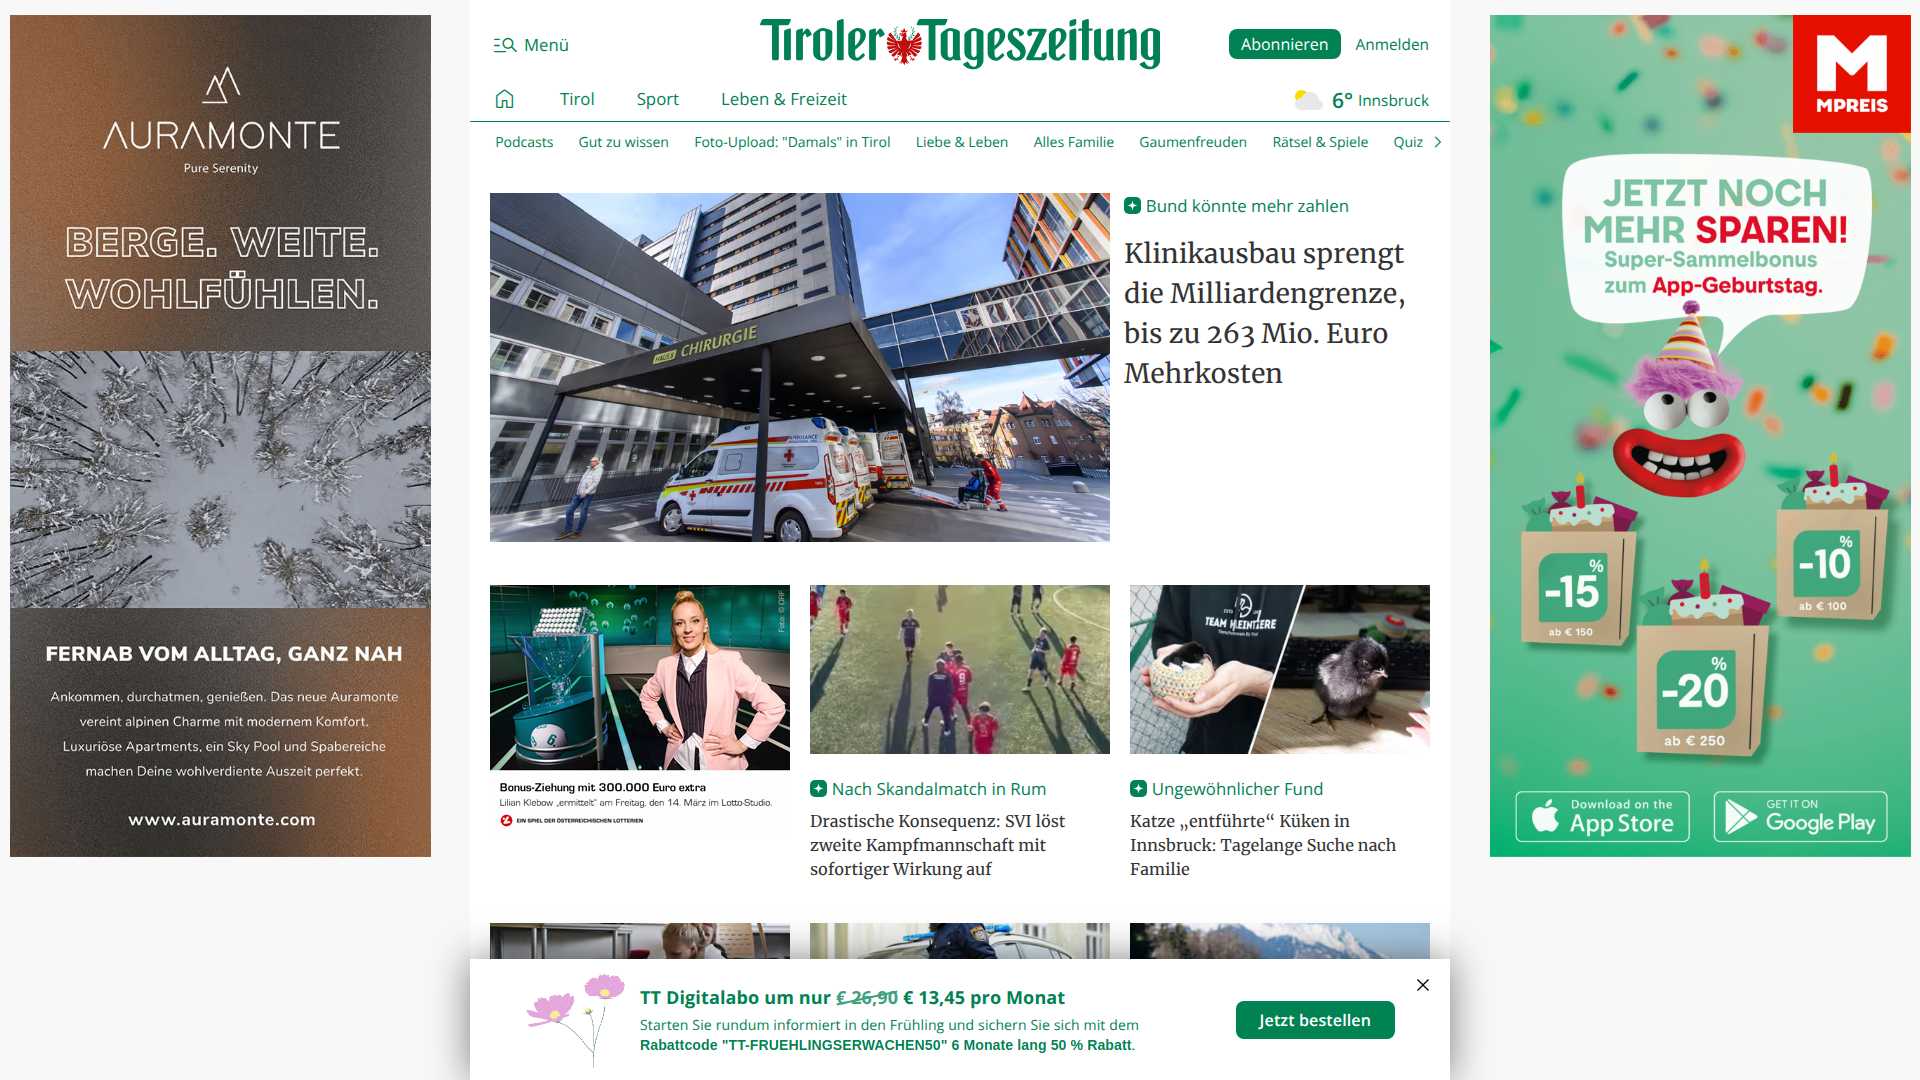 Menü
Tiroler Tageszeitung
Abonnieren
Anmelden
Tirol
Sport
Leben & Freizeit
6° Innsbruck
Podcasts
Gut zu wissen
Foto-Upload: "Damals" in Tirol
Liebe & Leben
Alles Familie
Gaumenfreuden
Rätsel & Spiele
Quiz
AURAMONTE
Pure Serenity
BERGE. WEITE.
WOHLFÜHLEN.
FERNAB VOM ALLTAG, GANZ NAH
Ankommen, durchatmen, genießen. Das neue Auramonte
vereint alpinen Charme mit modernem Komfort.
Luxuriöse Apartments, ein Sky Pool und Spabereiche
machen Deine wohlverdiente Auszeit perfekt.
www.auramonte.com
CHIRURGIE
AMBULANCE
Bund könnte mehr zahlen
Klinikausbau sprengt
die Milliardengrenze,
bis zu 263 Mio. Euro
Mehrkosten
Foto: © ORF
6
Bonus-Ziehung mit 300.000 Euro extra
Lilian Klebow „ermittelt“ am Freitag, den 14. März im Lotto-Studio.
EIN SPIEL DER ÖSTERREICHISCHEN LOTTERIEN
Nach Skandalmatch in Rum
Drastische Konsequenz: SVI löst
zweite Kampfmannschaft mit
sofortiger Wirkung auf
TEAM KLEINTIERE
Ungewöhnlicher Fund
Katze „entführte“ Küken in
Innsbruck: Tagelange Suche nach
Familie
MPREIS
JETZT NOCH
MEHR SPAREN!
Super-Sammelbonus
zum App-Geburtstag.
-15%
ab € 150
-10%
ab € 100
-20%
ab € 250
Download on the
App Store
GET IT ON
Google Play
TT Digitalabo um nur € 26,90 € 13,45 pro Monat
Starten Sie rundum informiert in den Frühling und sichern Sie sich mit dem
Rabattcode "TT-FRUEHLINGSERWACHEN50" 6 Monate lang 50 % Rabatt.
Jetzt bestellen